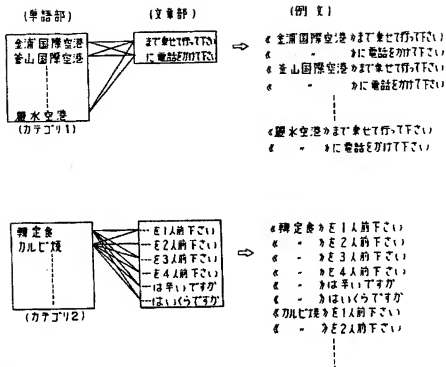 (単語部) (文章部) (例文)
金浦国際空港
釜山国際空港
麗水空港
(カテゴリ1)
まで乗せて行って下さい
に電話をかけて下さい
⇨
《金浦国際空港》まで乗せて行って下さい
《 〃 》に電話をかけて下さい
《釜山国際空港》まで乗せて行って下さい
《 〃 》に電話をかけて下さい
《麗水空港》まで乗せて行って下さい
《 〃 》に電話をかけて下さい
韓定食
カルビ焼
(カテゴリ2)
…を1人前下さい
…を2人前下さい
…を3人前下さい
…を4人前下さい
…は辛いですか
…はいくらですか
⇨
《韓定食》を1人前下さい
《 〃 》を2人前下さい
《 〃 》を3人前下さい
《 〃 》を4人前下さい
《 〃 》は辛いですか
《 〃 》はいくらですか
《カルビ焼》を1人前下さい
《 〃 》を2人前下さい